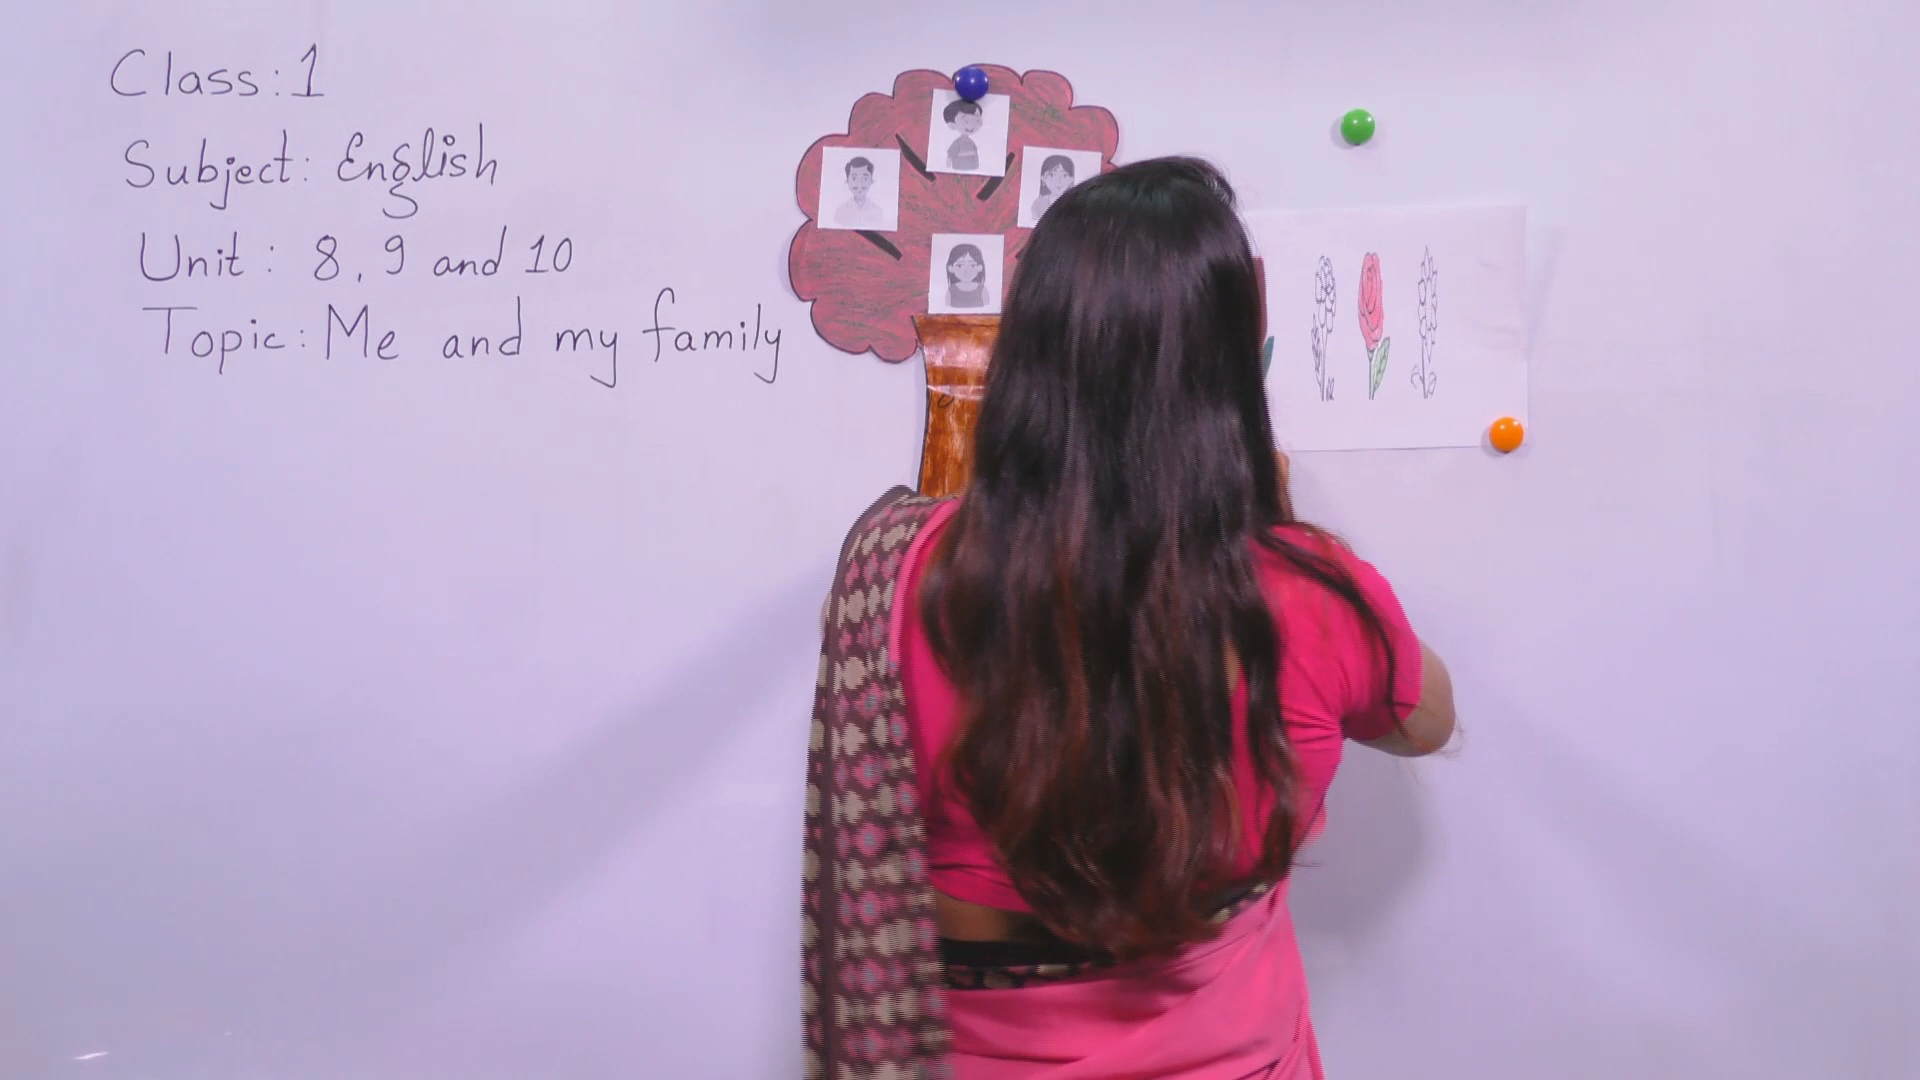 Class: 1
Subject: English
Unit: 8, 9 and 10
Topic: Me and my family